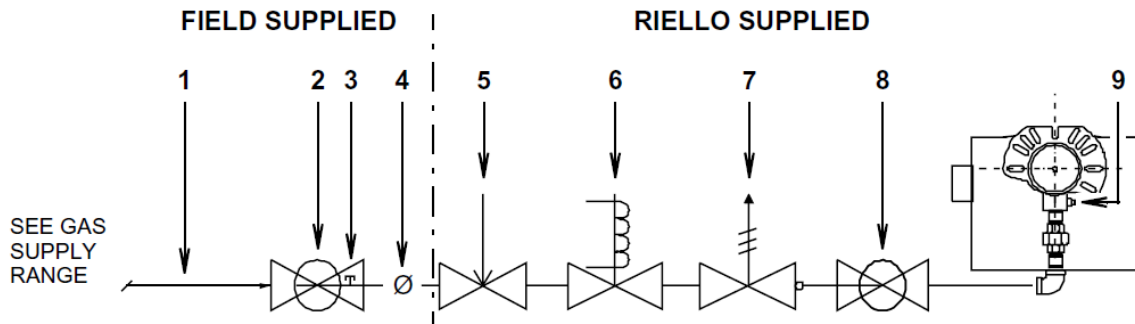 FIELD SUPPLIED
RIELLO SUPPLIED
1 2 3 4 5 6 7 8 9
SEE GAS
SUPPLY
RANGE
Ø